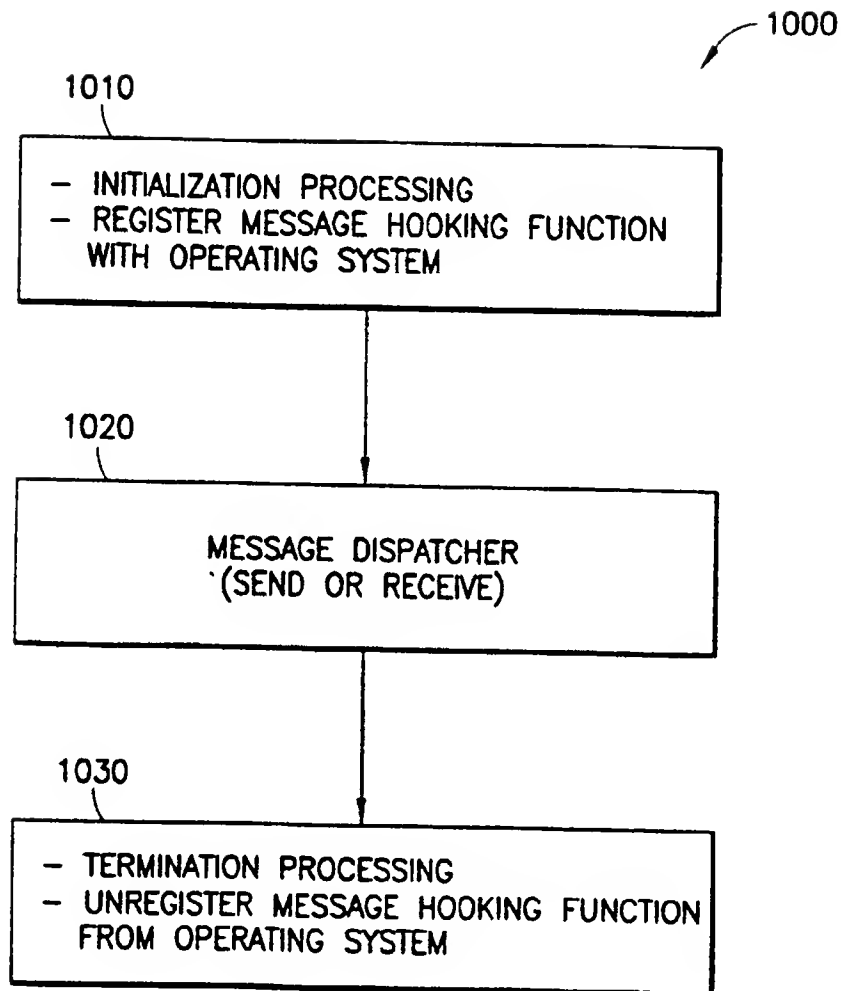 1000
1010
– INITIALIZATION PROCESSING
– REGISTER MESSAGE HOOKING FUNCTION
WITH OPERATING SYSTEM
1020
MESSAGE DISPATCHER
(SEND OR RECEIVE)
1030
– TERMINATION PROCESSING
– UNREGISTER MESSAGE HOOKING FUNCTION
FROM OPERATING SYSTEM